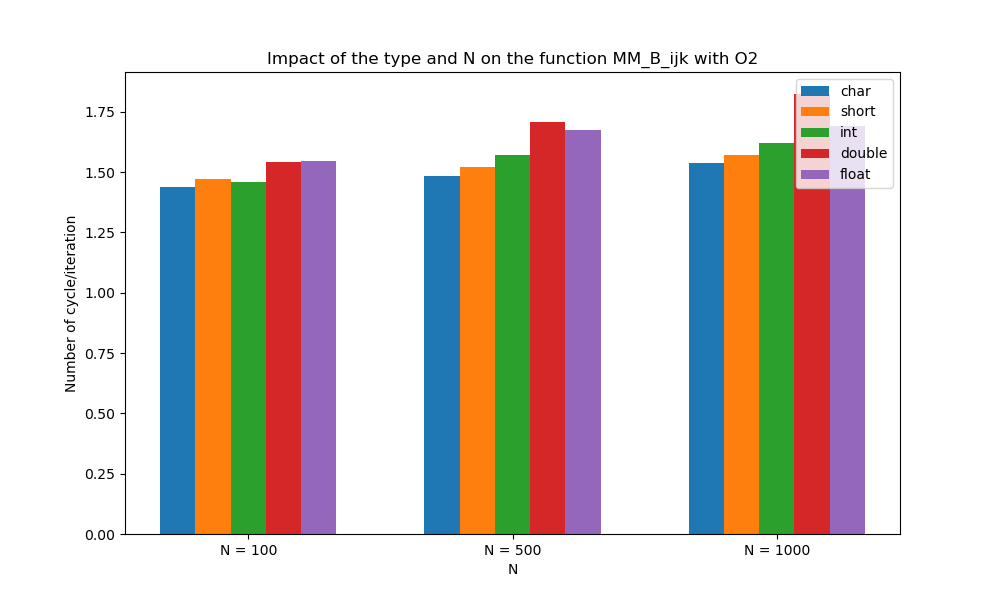 Impact of the type and N on the function MM_B_ijk with O2
char
short
int
double
float
Number of cycle/iteration
1.75
1.50
1.25
1.00
0.75
0.50
0.25
0.00
N = 100
N = 500
N = 1000
N